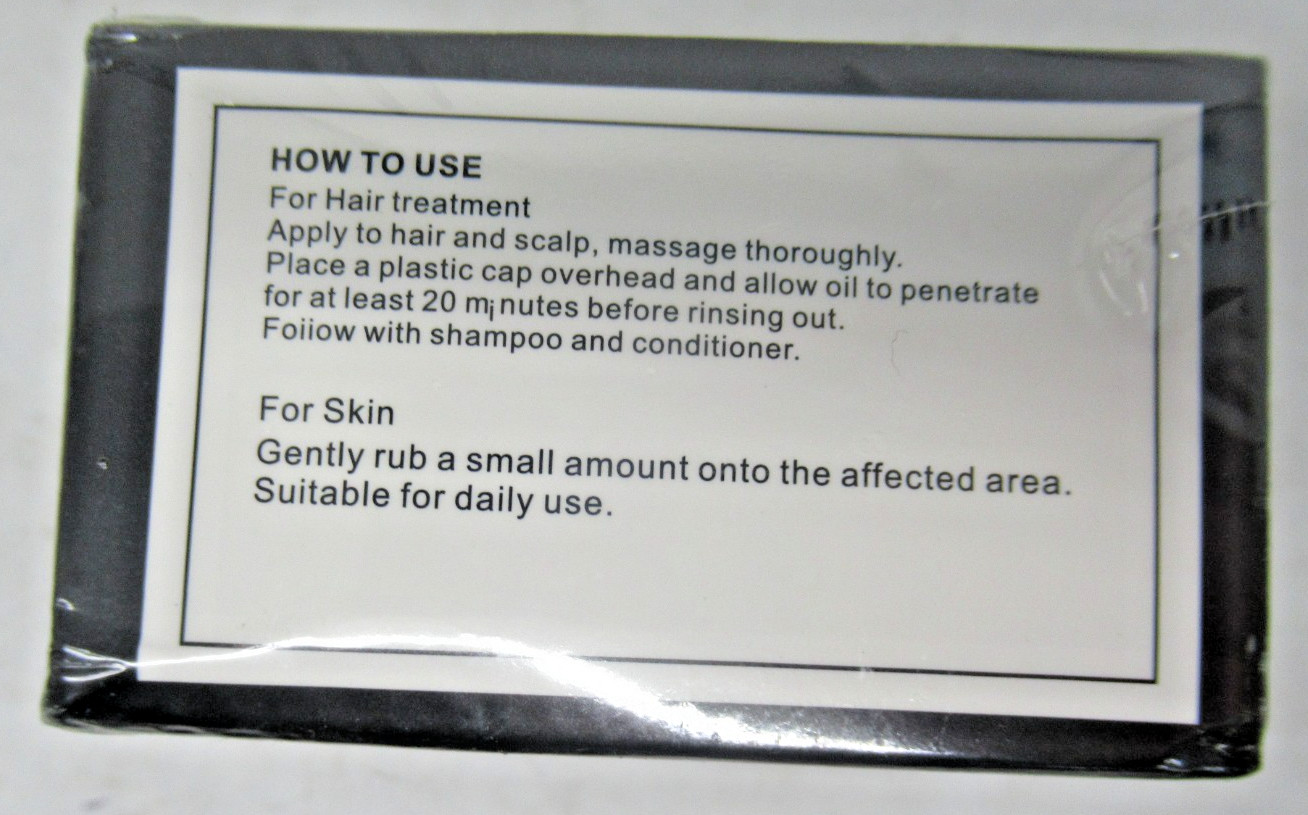 HOW TO USE
For Hair treatment
Apply to hair and scalp, massage thoroughly.
Place a plastic cap overhead and allow oil to penetrate
for at least 20 minutes before rinsing out.
Foiiow with shampoo and conditioner.
For Skin
Gently rub a small amount onto the affected area.
Suitable for daily use.